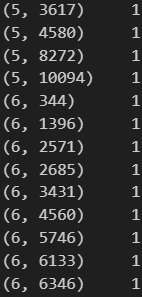 (5, 3617) 1
(5, 4580) 1
(5, 8272) 1
(5, 10094) 1
(6, 344) 1
(6, 1396) 1
(6, 2571) 1
(6, 2685) 1
(6, 3431) 1
(6, 4560) 1
(6, 5746) 1
(6, 6133) 1
(6, 6346) 1